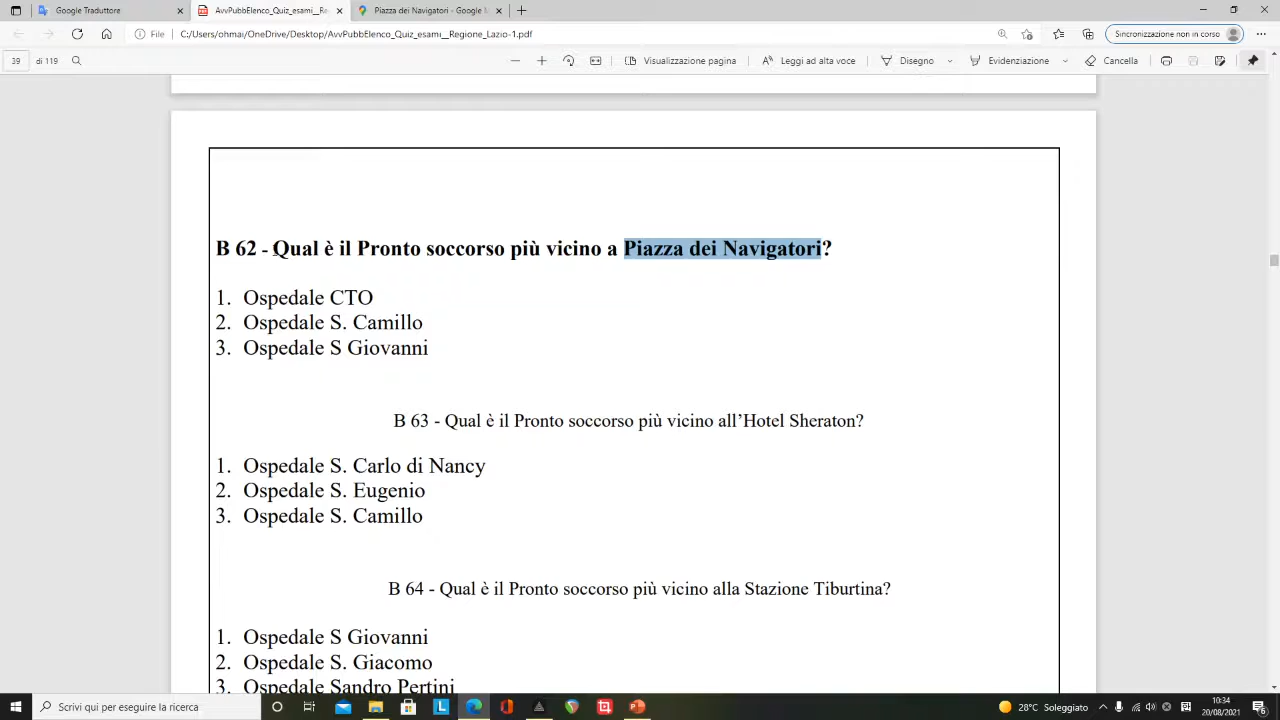 Google Traduttore
AvvPubbElenco_Quiz_esami__Re
Piazza dei Navigatori - Google M
File
C:/Users/ohmai/OneDrive/Desktop/AvvPubbElenco_Quiz_esami__Regione_Lazio-1.pdf
Sincronizzazione non in corso
39 di 119
Visualizzazione pagina
Leggi ad alta voce
Disegno
Evidenziazione
Cancella
B 62 - Qual è il Pronto soccorso più vicino a Piazza dei Navigatori?
1. Ospedale CTO
2. Ospedale S. Camillo
3. Ospedale S Giovanni
B 63 - Qual è il Pronto soccorso più vicino all’Hotel Sheraton?
1. Ospedale S. Carlo di Nancy
2. Ospedale S. Eugenio
3. Ospedale S. Camillo
B 64 - Qual è il Pronto soccorso più vicino alla Stazione Tiburtina?
1. Ospedale S Giovanni
2. Ospedale S. Giacomo
3. Ospedale Sandro Pertini
Scrivi qui per eseguire la ricerca
28°C Soleggiato
10:34
20/08/2021